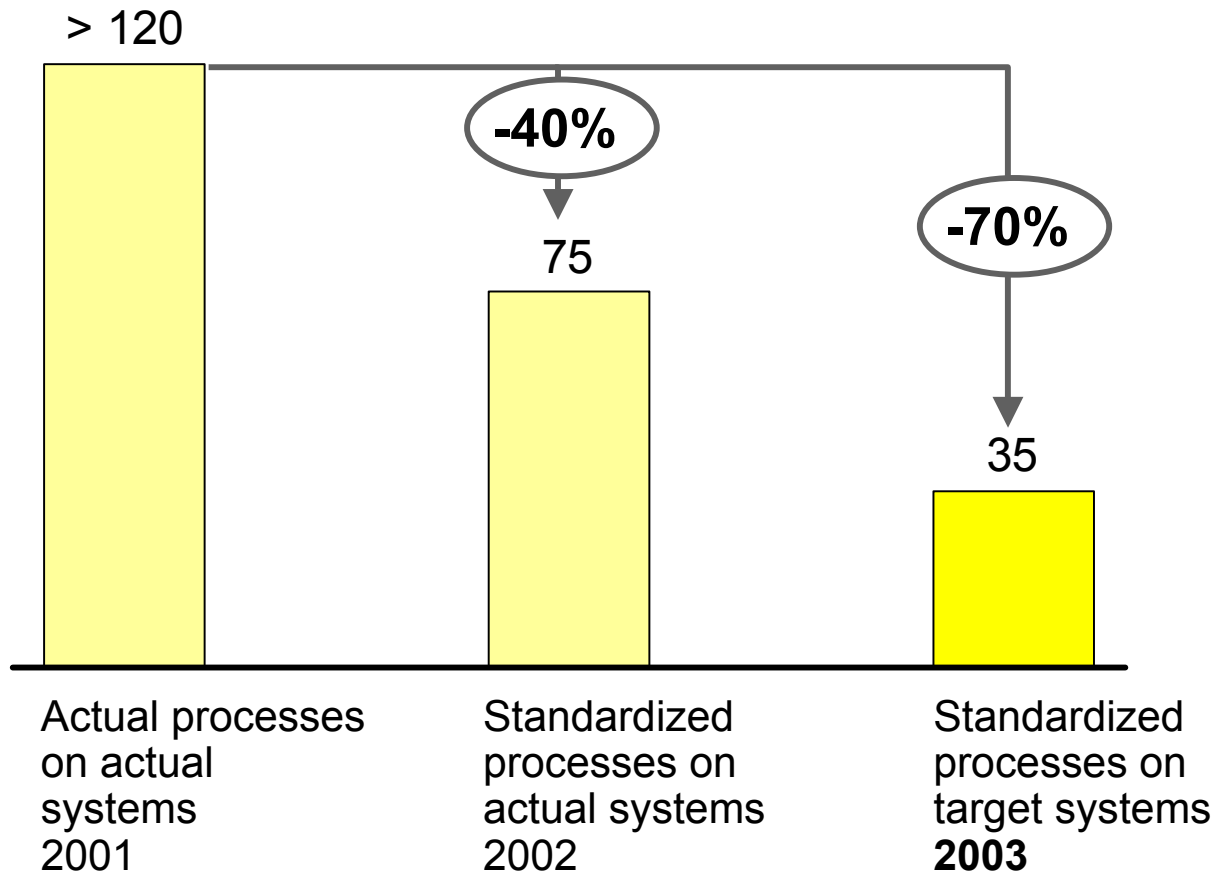 > 120
-40%
-70%
75
35
Actual processes
on actual
systems
2001
Standardized
processes on
actual systems
2002
Standardized
processes on
target systems
2003